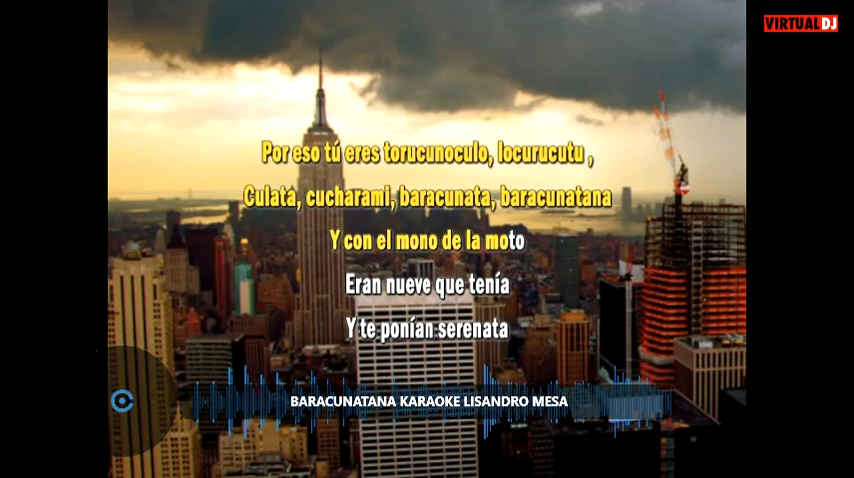 VIRTUALDJ
Por eso tú eres torucunoculo, locurucutu ,
Culata, cucharami, baracunata, baracunatana
Y con el mono de la moto
Eran nueve que tenía
Y te ponían serenata
BARACUNATANA KARAOKE LISANDRO MESA